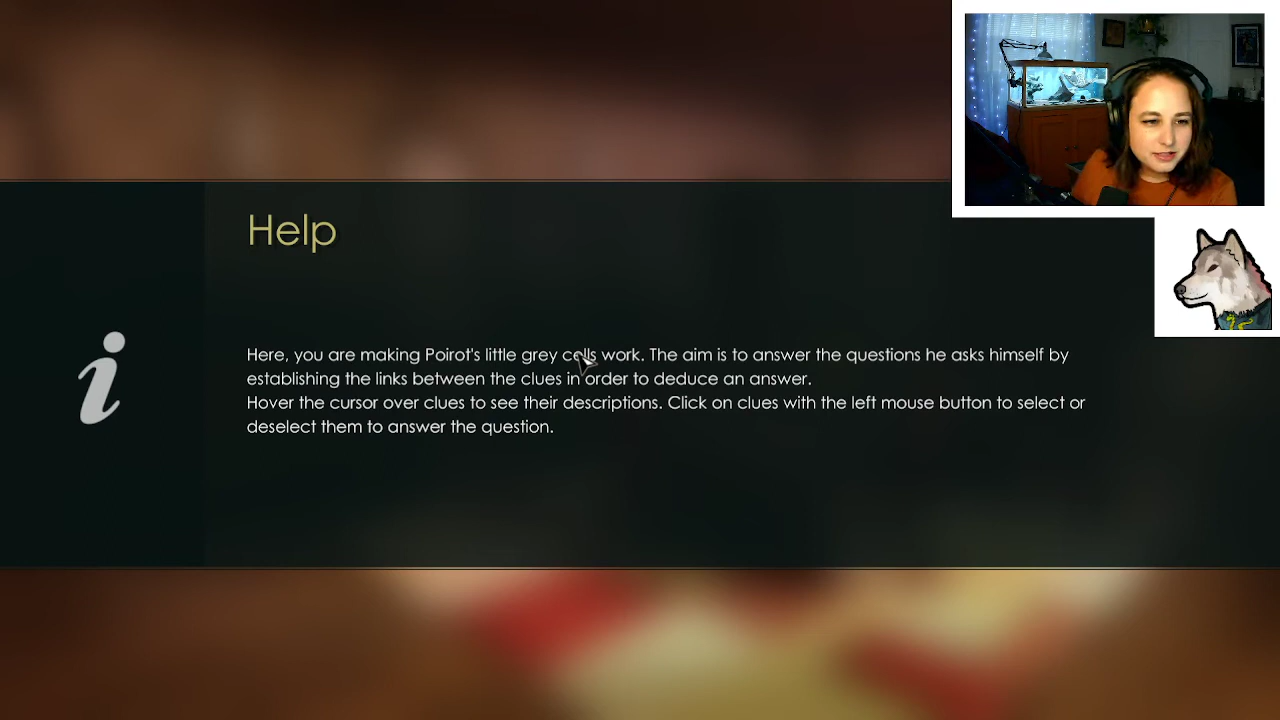 Help
Here, you are making Poirot's little grey cells work. The aim is to answer the questions he asks himself by
establishing the links between the clues in order to deduce an answer.
Hover the cursor over clues to see their descriptions. Click on clues with the left mouse button to select or
deselect them to answer the question.